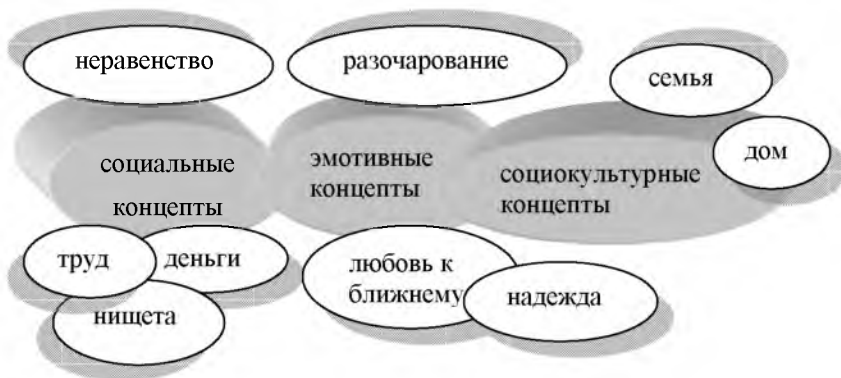 неравенство
разочарование
семья
дом
социальные
концепты
эмотивные
концепты
социокультурные
концепты
труд
деньги
нищета
любовь к
ближнему
надежда